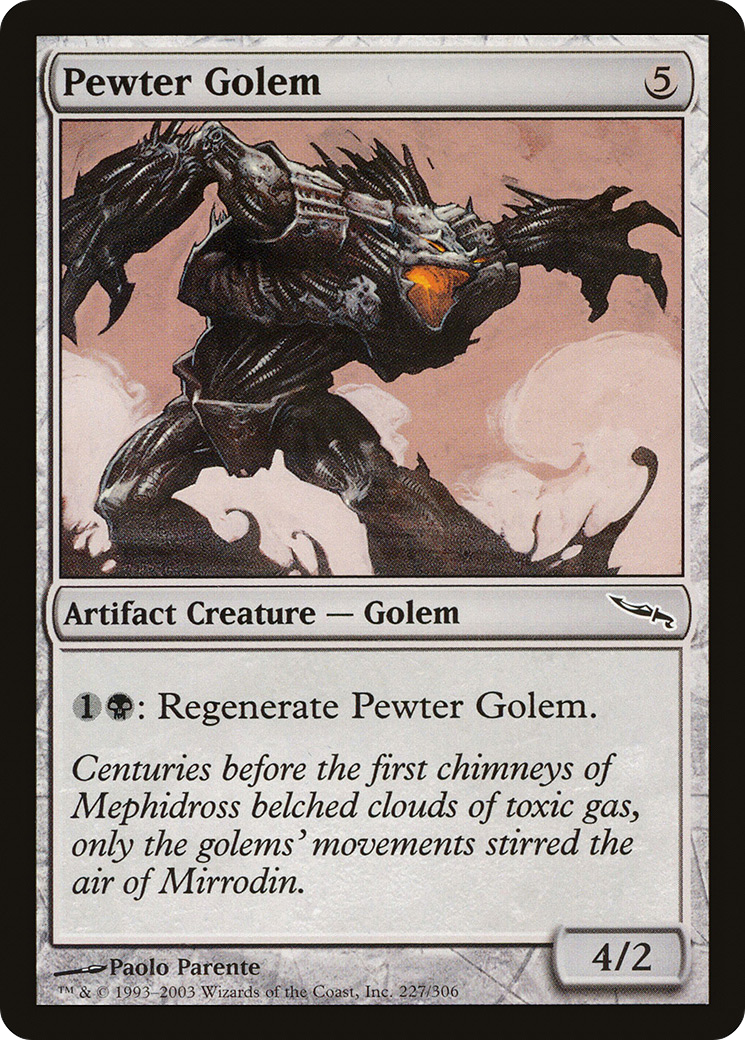 Pewter Golem 5
Artifact Creature — Golem
1: Regenerate Pewter Golem.
Centuries before the first chimneys of
Mephidross belched clouds of toxic gas,
only the golems' movements stirred the
air of Mirrodin.
4/2
Paolo Parente
™ & © 1993–2003 Wizards of the Coast, Inc. 227/306